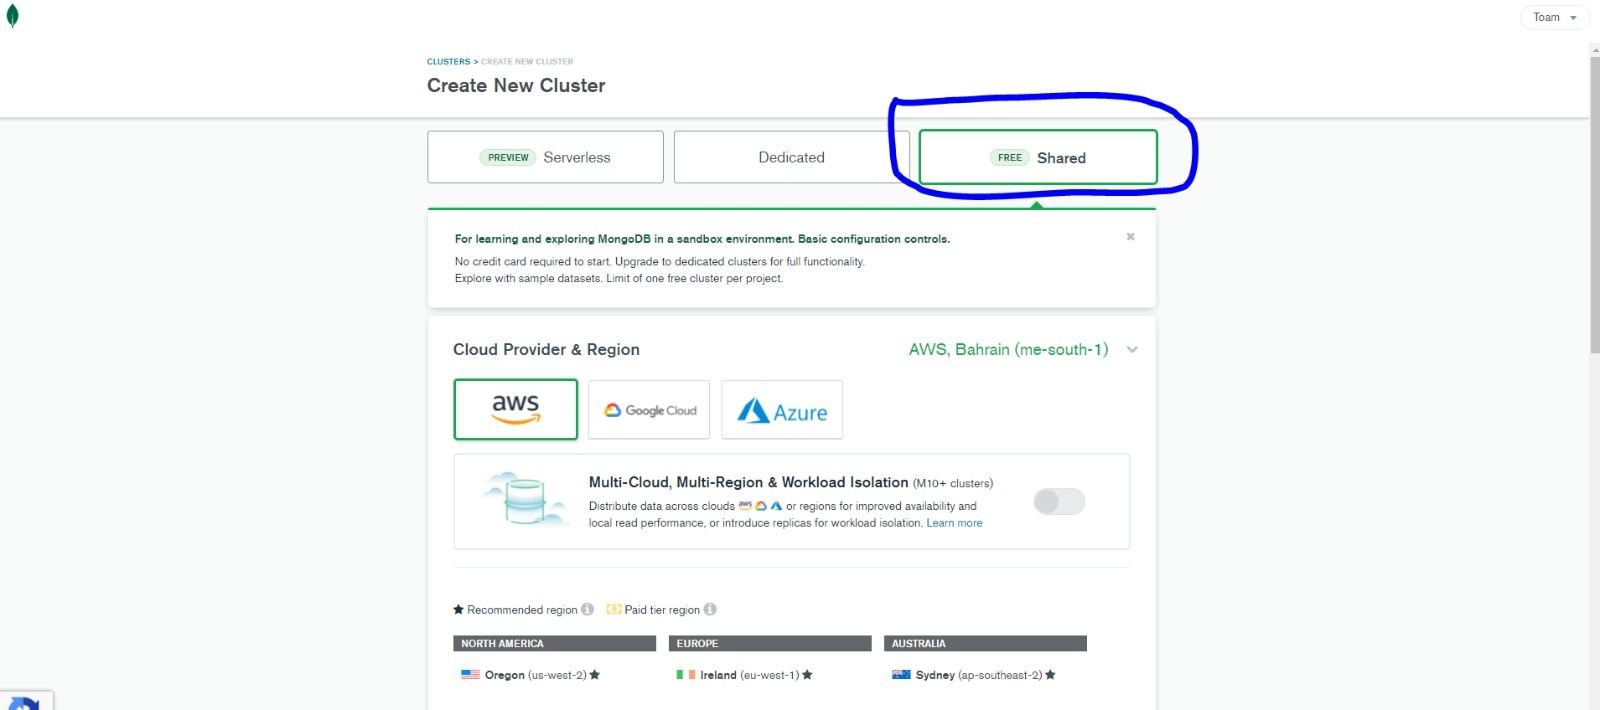 Toam
CLUSTERS > CREATE NEW CLUSTER
Create New Cluster
PREVIEW Serverless
Dedicated
FREE Shared
For learning and exploring MongoDB in a sandbox environment. Basic configuration controls.
No credit card required to start. Upgrade to dedicated clusters for full functionality.
Explore with sample datasets. Limit of one free cluster per project.
Cloud Provider & Region
AWS, Bahrain (me-south-1)
aws
Google Cloud
Azure
Multi-Cloud, Multi-Region & Workload Isolation (M10+ clusters)
Distribute data across clouds or regions for improved availability and
local read performance, or introduce replicas for workload isolation. Learn more
Recommended region
Paid tier region
NORTH AMERICA
EUROPE
AUSTRALIA
Oregon (us-west-2)
Ireland (eu-west-1)
Sydney (ap-southeast-2)